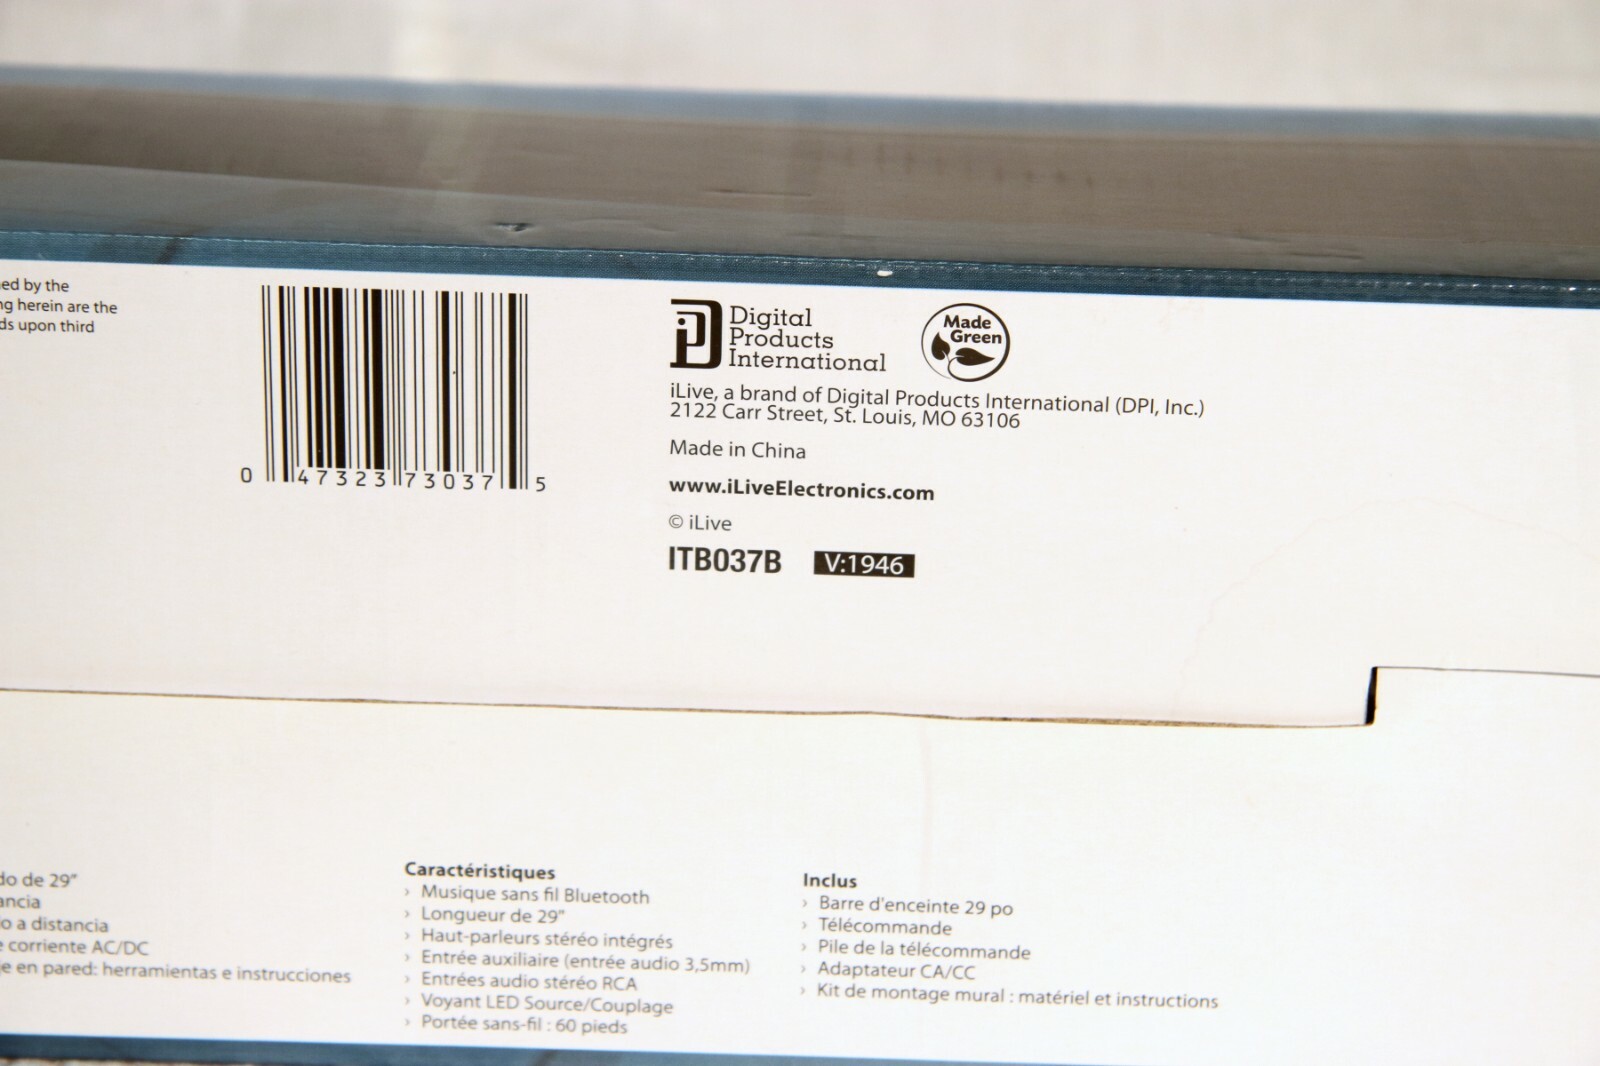 ed by the
ng herein are the
ds upon third
0 47323 73037 5
Digital
Products
International
Made
Green
iLive, a brand of Digital Products International (DPI, Inc.)
2122 Carr Street, St. Louis, MO 63106
Made in China
www.iLiveElectronics.com
© iLive
ITB037B V:1946
do de 29"
ancia
o a distancia
e corriente AC/DC
je en pared: herramientas e instrucciones
Caractéristiques
› Musique sans fil Bluetooth
› Longueur de 29"
› Haut-parleurs stéréo intégrés
› Entrée auxiliaire (entrée audio 3,5mm)
› Entrées audio stéréo RCA
› Voyant LED Source/Couplage
› Portée sans-fil : 60 pieds
Inclus
› Barre d'enceinte 29 po
› Télécommande
› Pile de la télécommande
› Adaptateur CA/CC
› Kit de montage mural : matériel et instructions